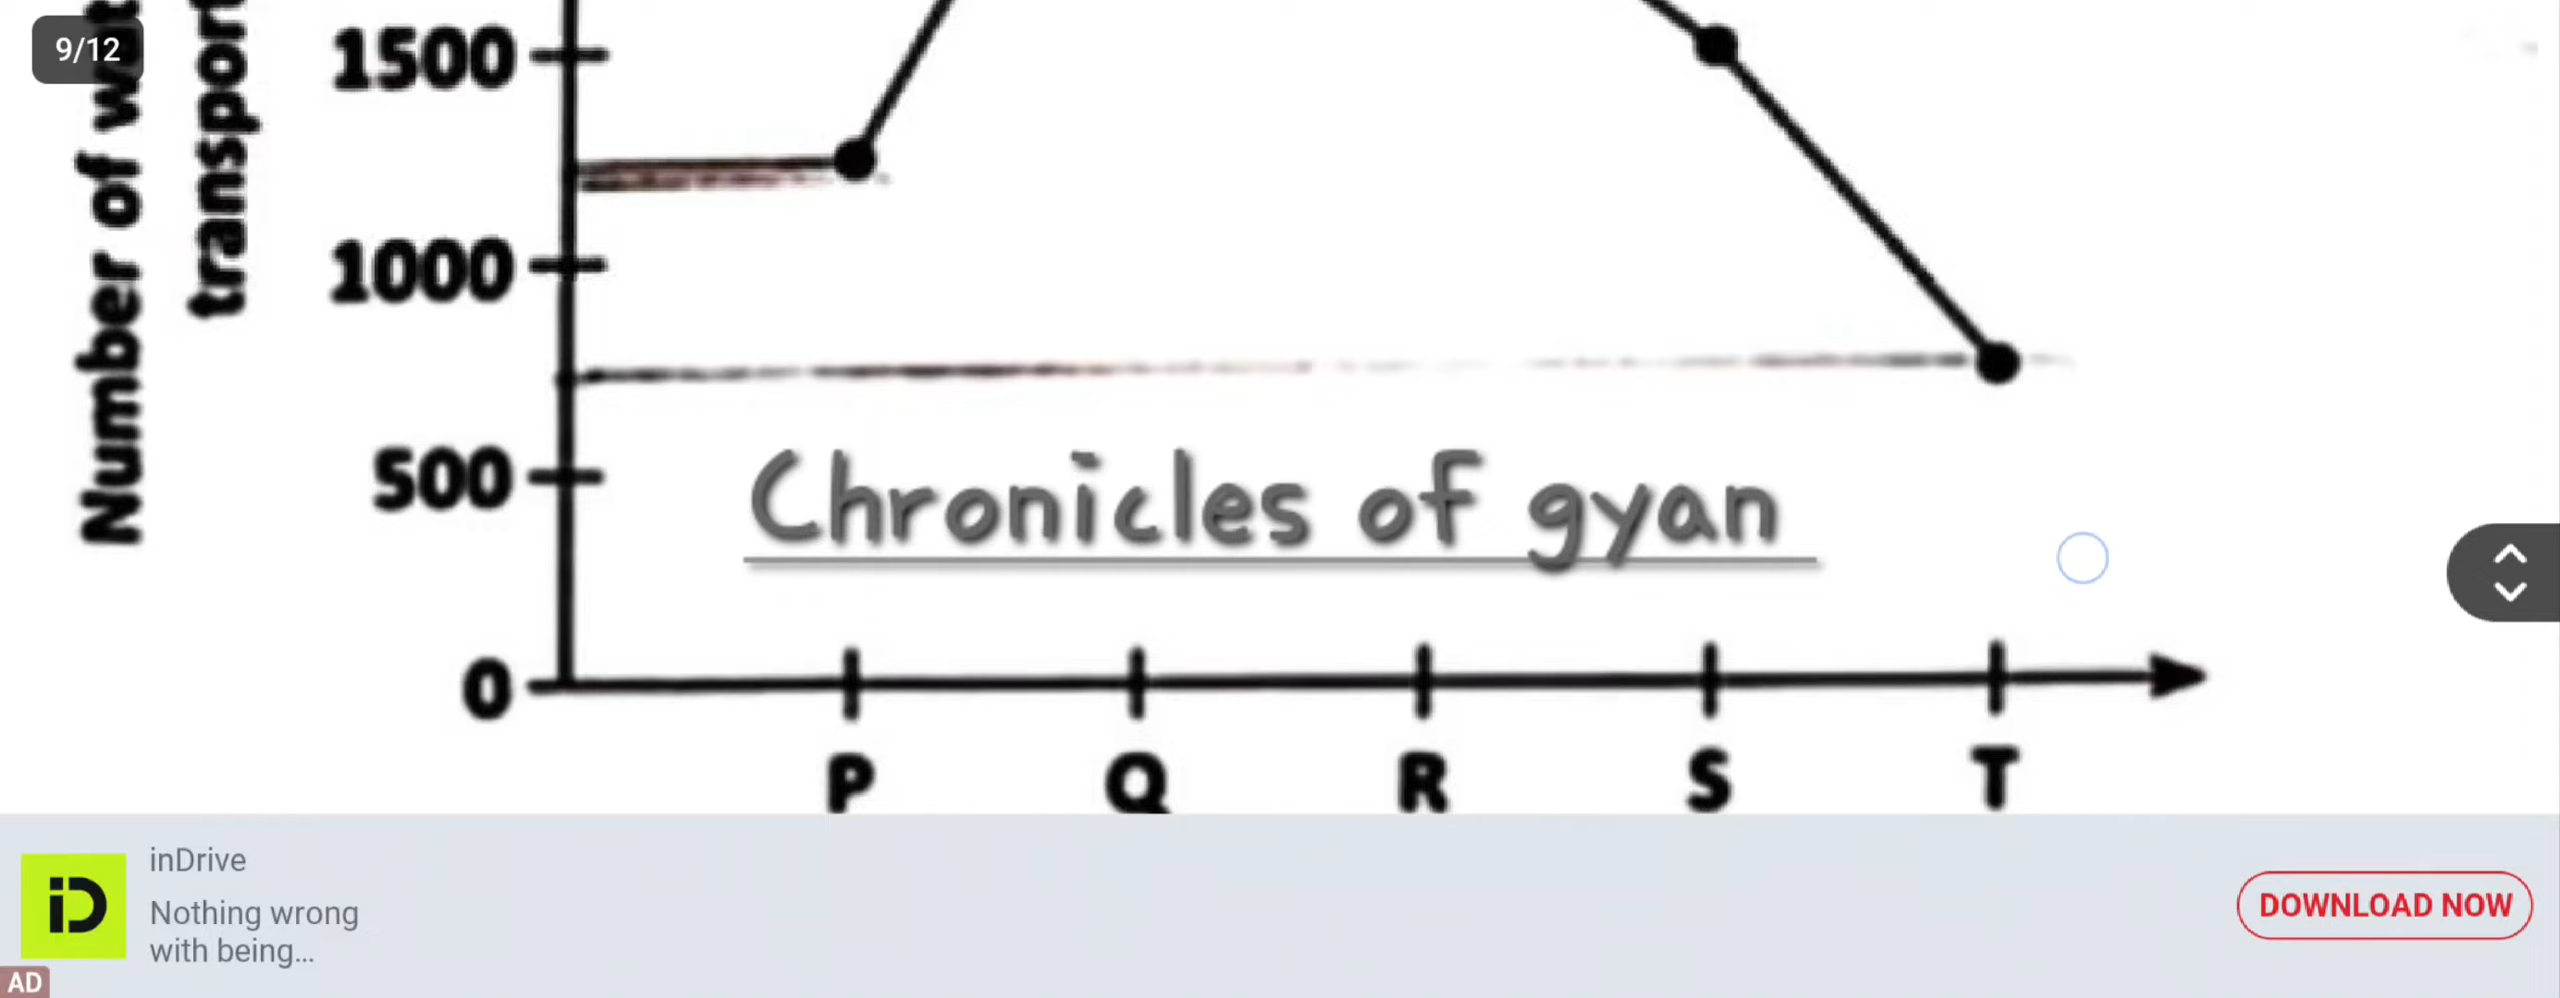 9/12
Number of
transport
1500
1000
500
0
Chronicles of gyan
P Q R S T
inDrive
Nothing wrong
with being...
DOWNLOAD NOW
AD